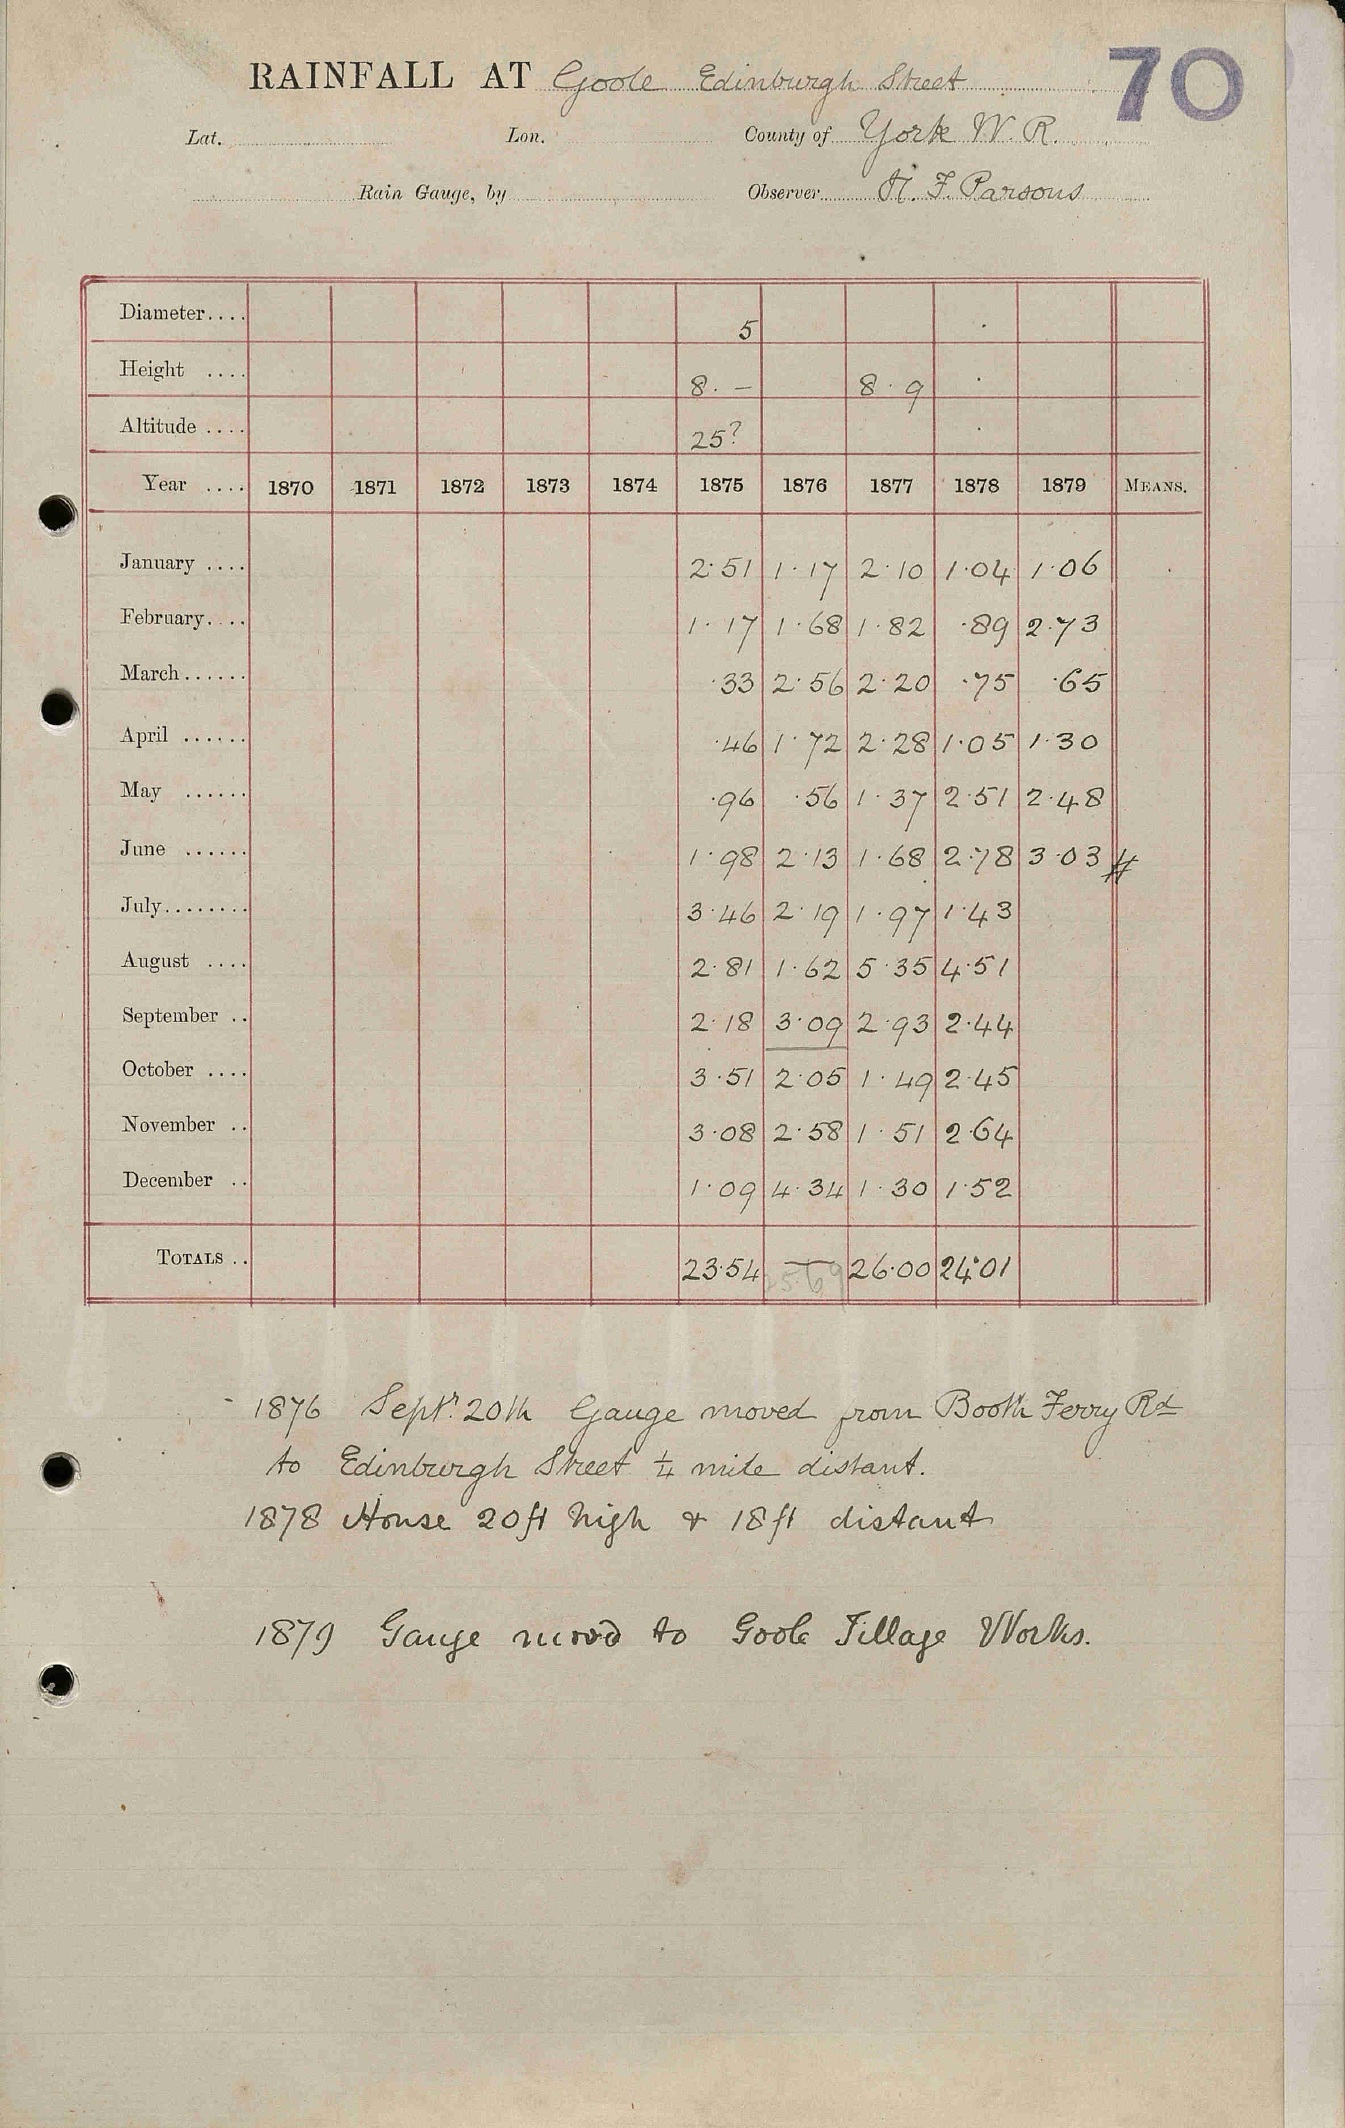 RAINFALL AT Goole Edinburgh Street
70
Lat. Lon. County of York W. R.
Rain Gauge, by Observer H. F. Parsons
Diameter.... 5
Height .... 8. – 8. 9
Altitude .... 25?
Year .... 1870 1871 1872 1873 1874 1875 1876 1877 1878 1879 MEANS.
January .... 2.51 1.17 2.10 1.04 1.06
February.... 1.17 1.68 1.82 .89 2.73
March...... .33 2.56 2.20 .75 .65
April ...... .46 1.72 2.28 1.05 1.30
May ...... .96 .56 1.37 2.51 2.48
June ...... 1.98 2.13 1.68 2.78 3.03 #
July........ 3.46 2.19 1.97 1.43
August .... 2.81 1.62 5.35 4.51
September .. 2.18 3.09 2.93 2.44
October .... 3.51 2.05 1.49 2.45
November .. 3.08 2.58 1.51 2.64
December .. 1.09 4.34 1.30 1.52
TOTALS .. 23.54 — 26.00 24.01
25.69
1876 Septr. 20th Gauge moved from Booth Ferry Rd
to Edinburgh Street ¼ mile distant.
1878 House 20ft high & 18ft distant
1879 Gauge moved to Goole Tillage Works.